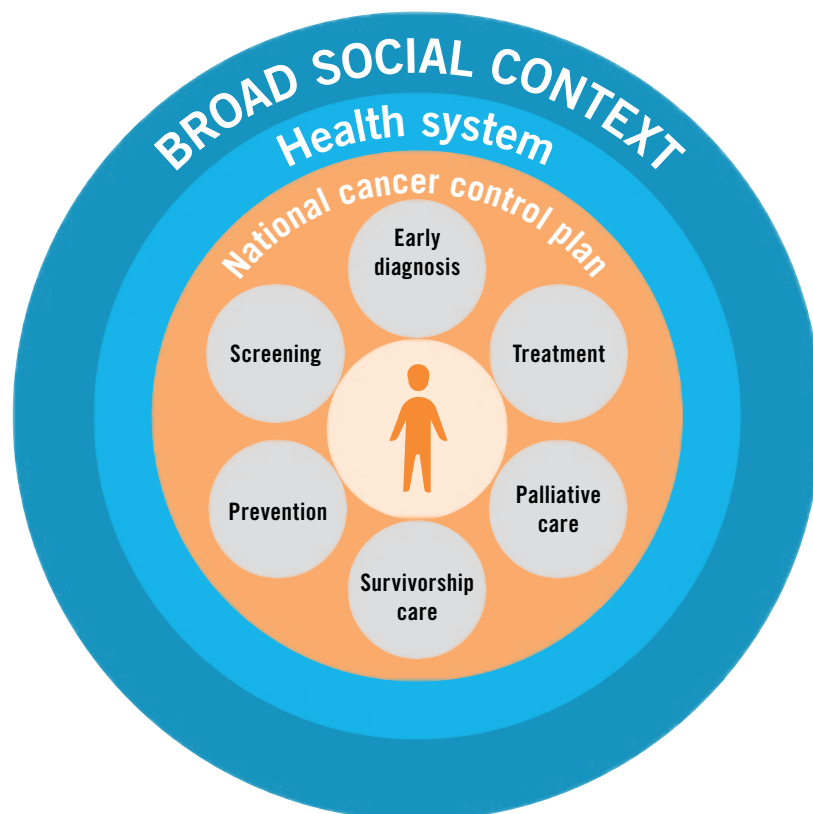 BROAD SOCIAL CONTEXT
Health system
National cancer control plan
Early
diagnosis
Screening
Treatment
Prevention
Palliative
care
Survivorship
care